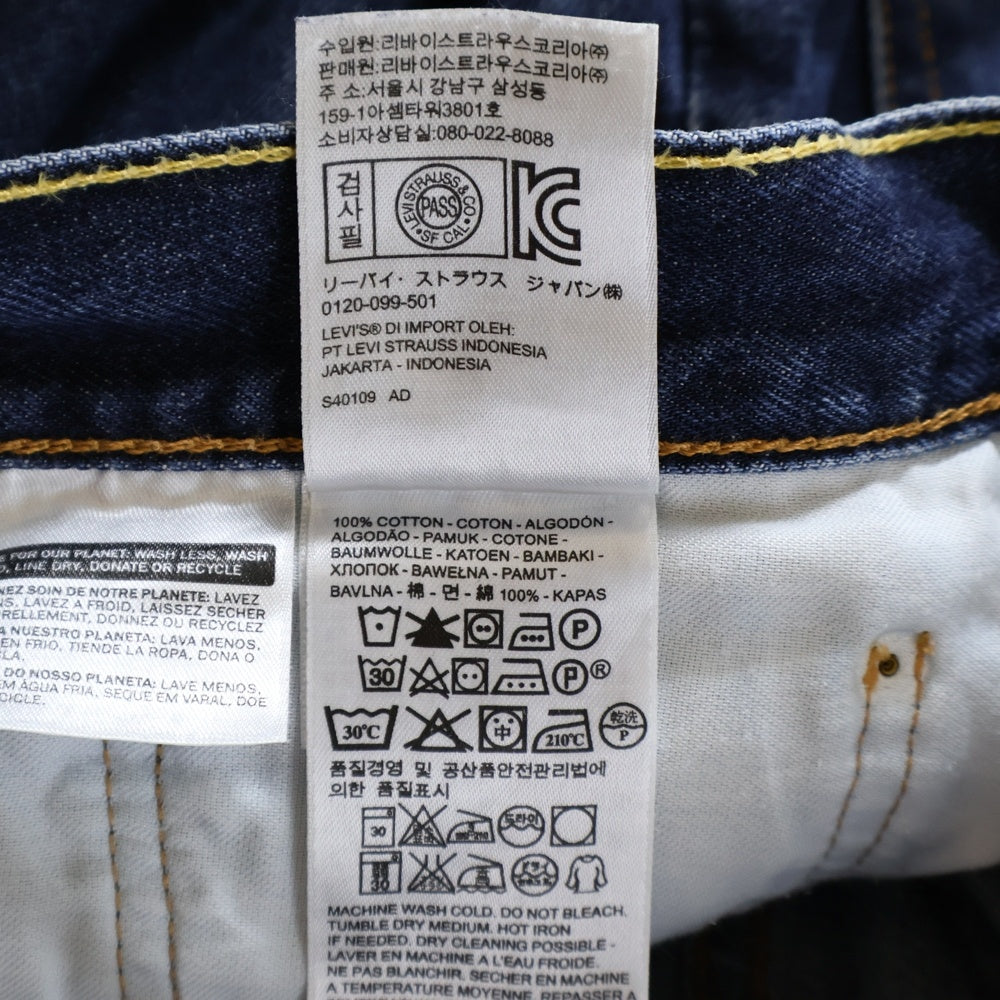 수입원:리바이스트라우스코리아㈜
판매원:리바이스트라우스코리아㈜
주 소:서울시 강남구 삼성동
159-1아셈타워3801호
소비자상담실:080-022-8088
검사필
LEVI STRAUSS & CO
PASS
SF CAL
リーバイ・ストラウス ジャパン㈱
0120-099-501
LEVI'S® DI IMPORT OLEH:
PT LEVI STRAUSS INDONESIA
JAKARTA - INDONESIA
S40109 AD
100% COTTON - COTON - ALGODÓN -
ALGODÃO - PAMUK - COTONE -
BAUMWOLLE - KATOEN - BAMBAKI -
ХЛОПОК - BAWEŁNA - PAMUT -
BAVLNA - 棉 - 면 - 綿 100% - KAPAS
P
30 P®
30°C 中 210°C 乾洗 P
품질경영 및 공산품안전관리법에
의한 품질표시
30 드라이
30
MACHINE WASH COLD. DO NOT BLEACH.
TUMBLE DRY MEDIUM. HOT IRON
IF NEEDED. DRY CLEANING POSSIBLE -
LAVER EN MACHINE A L'EAU FROIDE.
NE PAS BLANCHIR. SECHER EN MACHINE
A TEMPERATURE MOYENNE. REPASSER A
FOR OUR PLANET: WASH LESS, WASH
, LINE DRY, DONATE OR RECYCLE
NEZ SOIN DE NOTRE PLANETE: LAVEZ
NS, LAVEZ A FROID, LAISSEZ SECHER
RELLEMENT, DONNEZ OU RECYCLEZ
A NUESTRO PLANETA: LAVA MENOS,
EN FRIO, TIENDE LA ROPA, DONA O
LA.
DO NOSSO PLANETA: LAVE MENOS,
EM ÁGUA FRIA, SEQUE EM VARAL, DOE
CICLE.